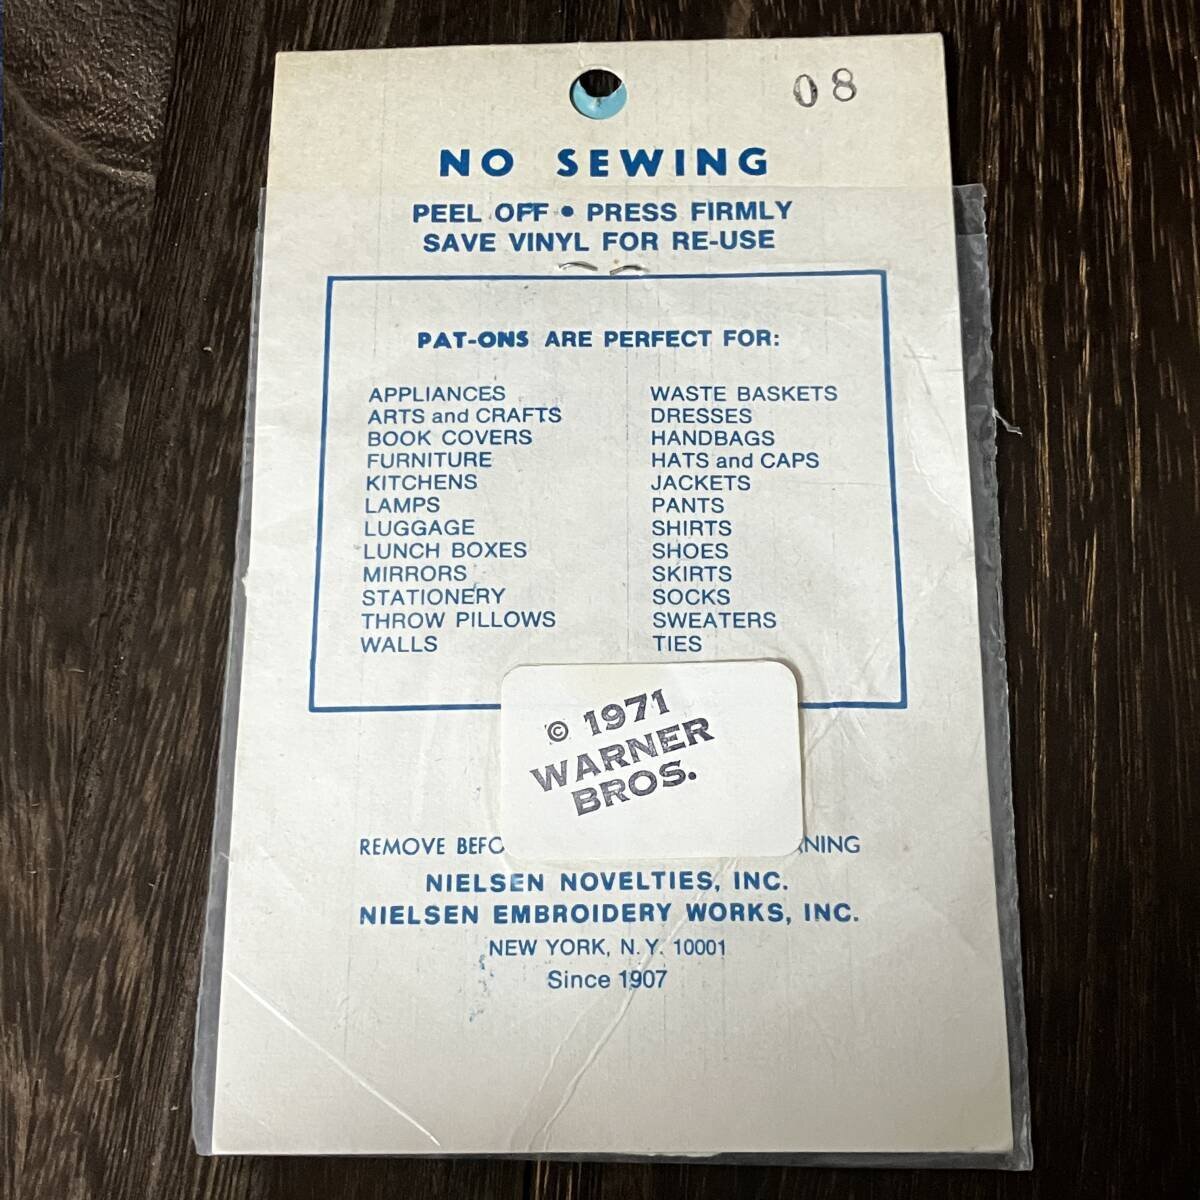 08
NO SEWING
PEEL OFF • PRESS FIRMLY
SAVE VINYL FOR RE-USE
PAT-ONS ARE PERFECT FOR:
APPLIANCES
ARTS and CRAFTS
BOOK COVERS
FURNITURE
KITCHENS
LAMPS
LUGGAGE
LUNCH BOXES
MIRRORS
STATIONERY
THROW PILLOWS
WALLS
WASTE BASKETS
DRESSES
HANDBAGS
HATS and CAPS
JACKETS
PANTS
SHIRTS
SHOES
SKIRTS
SOCKS
SWEATERS
TIES
© 1971
WARNER
BROS.
REMOVE
NIELSEN NOVELTIES, INC.
NIELSEN EMBROIDERY WORKS, INC.
NEW YORK, N.Y. 10001
Since 1907